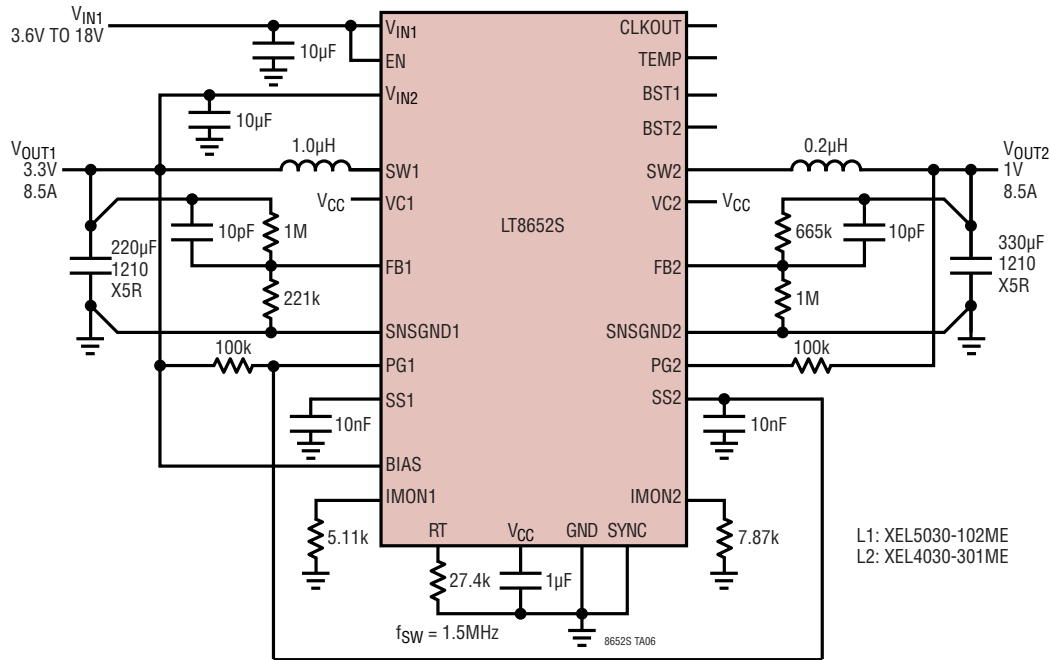 VIN1
3.6V TO 18V
10µF
VIN1
EN
VIN2
10µF
VOUT1
3.3V
8.5A
1.0µH
SW1
VCC
VC1
220µF
1210
X5R
10pF
1M
FB1
221k
SNSGND1
100k
PG1
SS1
10nF
BIAS
IMON1
5.11k
LT8652S
CLKOUT
TEMP
BST1
BST2
SW2
0.2µH
VOUT2
1V
8.5A
VC2
VCC
665k
10pF
330µF
1210
X5R
FB2
1M
SNSGND2
PG2
100k
SS2
10nF
IMON2
7.87k
RT
VCC
GND
SYNC
27.4k
1µF
fSW = 1.5MHz
8652S TA06
L1: XEL5030-102ME
L2: XEL4030-301ME